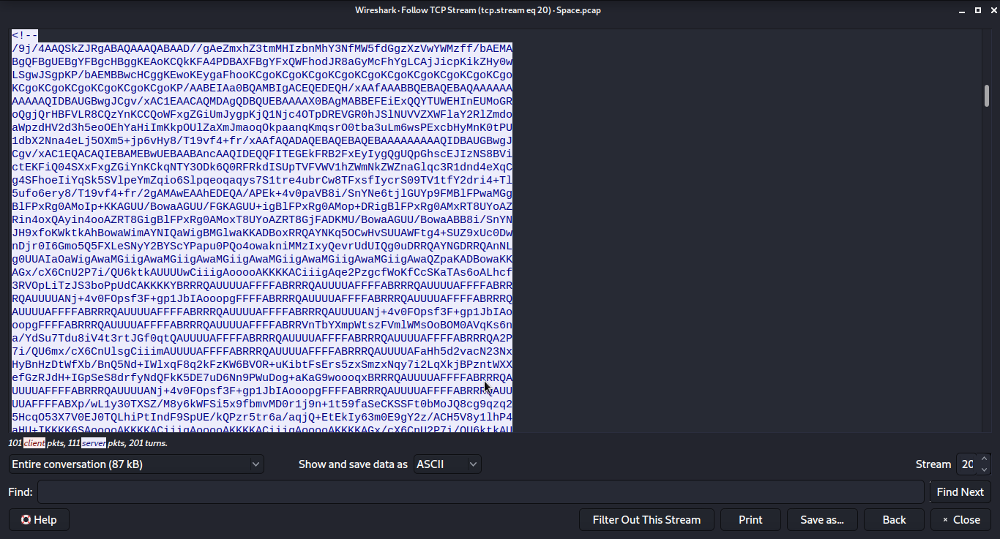 Wireshark · Follow TCP Stream (tcp.stream eq 20) · Space.pcap
<!--
/9j/4AAQSkZJRgABAQAAAQABAAD//gAeZmxhZ3tmMHIzbnMhY3NfMW5fdGgzXzVwYWMzff/bAEMA
BgQFBgUEBgYFBgcHBggKEAoKCQkKFA4PDBAXFBgYFxQWFhodJR8aGyMcFhYgLCAjJicpKikZHy0w
LSgwJSgpKP/bAEMBBwcHCggKEwoKEygaFhooKCgoKCgoKCgoKCgoKCgoKCgoKCgoKCgoKCgoKCgo
KCgoKCgoKCgoKCgoKCgoKCgoKP/AABEIAa0BQAMBIgACEQEDEQH/xAAfAAABBQEBAQEBAQAAAAAA
AAAAAQIDBAUGBwgJCgv/xAC1EAACAQMDAgQDBQUEBAAAAX0BAgMABBEFEiExQQYTUWEHInEUMoGR
oQgjQrHBFVLR8CQzYnKCCQoWFxgZGiUmJygpKjQ1Njc4OTpDREVGR0hJSlNUVVZXWFlaY2RlZmdo
aWpzdHV2d3h5eoOEhYaHiImKkpOUlZaXmJmaoqOkpaanqKmqsrO0tba3uLm6wsPExcbHyMnK0tPU
1dbX2Nna4eLj5OXm5+jp6vHy8/T19vf4+fr/xAAfAQADAQEBAQEBAQEBAAAAAAAAAQIDBAUGBwgJ
Cgv/xAC1EQACAQIEBAMEBwUEBAABAncAAQIDEQQFITEGEkFRB2FxEyIygQgUQpGhscEJIzNS8BVi
ctEKFiQ04SXxFxgZGiYnKCkqNTY3ODk6Q0RFRkdISUpTVFVWV1hZWmNkZWZnaGlqc3R1dnd4eXqC
g4SFhoeIiYqSk5SVlpeYmZqio6Slpqeoqaqys7S1tre4ubrCw8TFxsfIycrS09TV1tfY2dri4+Tl
5ufo6ery8/T19vf4+fr/2gAMAwEAAhEDEQA/APEk+4v0paVB8i/SnYNe6tjlGUYp9FMBlFPwaMGg
BlFPxRg0AMoIp+KKAGUU/BowaAGUU/FGKAGUU+igBlFPxRg0AMop+DRigBlFPxRg0AMxRT8UYoAZ
Rin4oxQAyin4ooAZRT8GigBlFPxRg0AMoxT8UYoAZRT8GjFADKMU/BowaAGUU/BowaABB8i/SnYN
JH9xfoKWktkAhBowaWimAYNIQaWigBMGlwaKKADBoxRRQAYNKq5OCwHvSUUAWFtg4+SUZ9xUc0Dw
nDjr0I6Gmo5Q5FXLeSNyY2BYScYPapu0PQo4owakniMMzIxyQevrUdUIQg0uDRRQAYNGDRRQAnNL
g0UUAIaOaWigAwaMGiigAwaMGiigAwaMGiigAwaMGiigAwaMGiigAwaMGiigAwaQZpaKADBowaKK
AGx/cX6CnU2P7i/QU6ktkAUUUUwCiiigAooooAKKKKACiiigAqe2PzgcfWoKfCcSKaTAs6oALhcf
3RVOpLiTzJS3boPpUdCAKKKKYBRRRQAUUUUAFFFFABRRRQAUUUUAFFFFABRRRQAUUUUAFFFFABRR
RQAUUUUANj+4v0FOpsf3F+gp1JbIAooopgFFFFABRRRQAUUUUAFFFFABRRRQAUUUUAFFFFABRRRQ
AUUUUAFFFFABRRRQAUUUUAFFFFABRRRQAUUUUAFFFFABRRRQAUUUUANj+4v0FOpsf3F+gp1JbIAo
oopgFFFFABRRRQAUUUUAFFFFABRRRQAUUUUAFFFFABRRVnTbYXmpWtszFVmlWMsOoBOM0AVqKs6n
a/YdSu7Tdu8iV4t3rtJGf0qtQAUUUUAFFFFABRRRQAUUUUAFFFFABRRRQAUUUUAFFFFABRRRQA2P
7i/QU6mx/cX6CnUlsgCiiimAUUUUAFFFFABRRRQAUUUUAFFFFABRRRQAUUUUAFaHh5d2vacN23Nx
HyBnHzDtWfXb/BnQ5Nd+IWlxqF8q2kFzKW6BVOR+uKibtFsErs5zxSmzxNqy7i2LqXkjBPzntWXX
efGzRJdH+IGpSeS8drfyNdQFkK5DE7uD6Nn9PWuDog+aKaG9woooqxBRRRQAUUUUAFFFFABRRRQA
UUUUAFFFFABRRRQAUUUUANj+4v0FOpsf3F+gp1JbIAooopgFFFFABRRRQAUUUUAFFFFABRRRQAUU
UUAFFFFABXp/wL1y30TXSZ/M8y6kWFSi5x9fbmvMD0r1j9n+1t59faSeCKSSFt0bMoJQ8cg9qzq2
5HcqO53X7V0EJ0TQLhiPtIndF9SpUE/kQPzr5tr6a/aqjQ+EtEkIy63m0E9gY2z/ACH5V8y1lhP4
aHU+IKKKK6SAooooAKKKKACiiigAooooAKKKKAGx/cX6CnU2P7i/QU6ktkAU
101 client pkts, 111 server pkts, 201 turns.
Entire conversation (87 kB)
Show and save data as
ASCII
Stream
20
Find:
Find Next
Help
Filter Out This Stream
Print
Save as...
Back
× Close